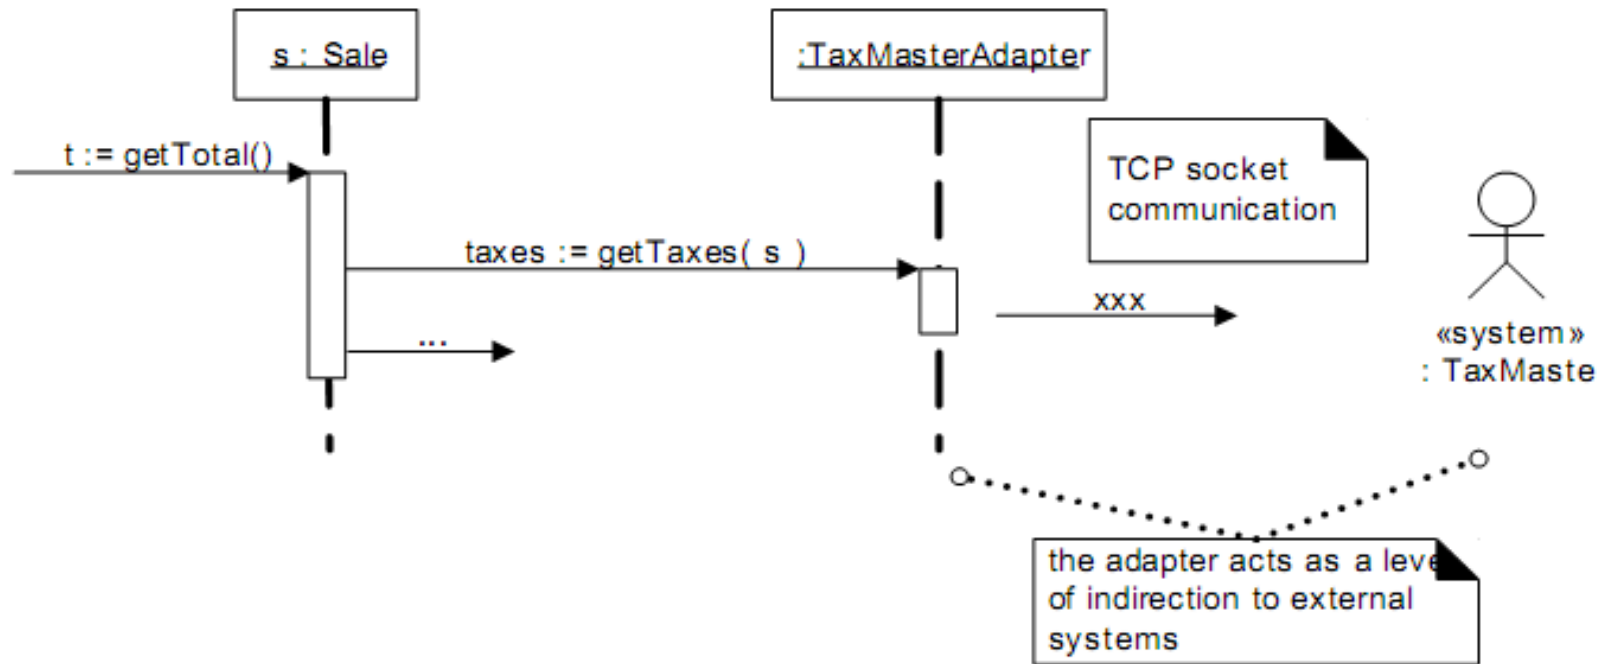 s : Sale
:TaxMasterAdapter
t := getTotal()
TCP socket
communication
taxes := getTaxes( s )
xxx
...
«system»
: TaxMaste
the adapter acts as a leve
of indirection to external
systems